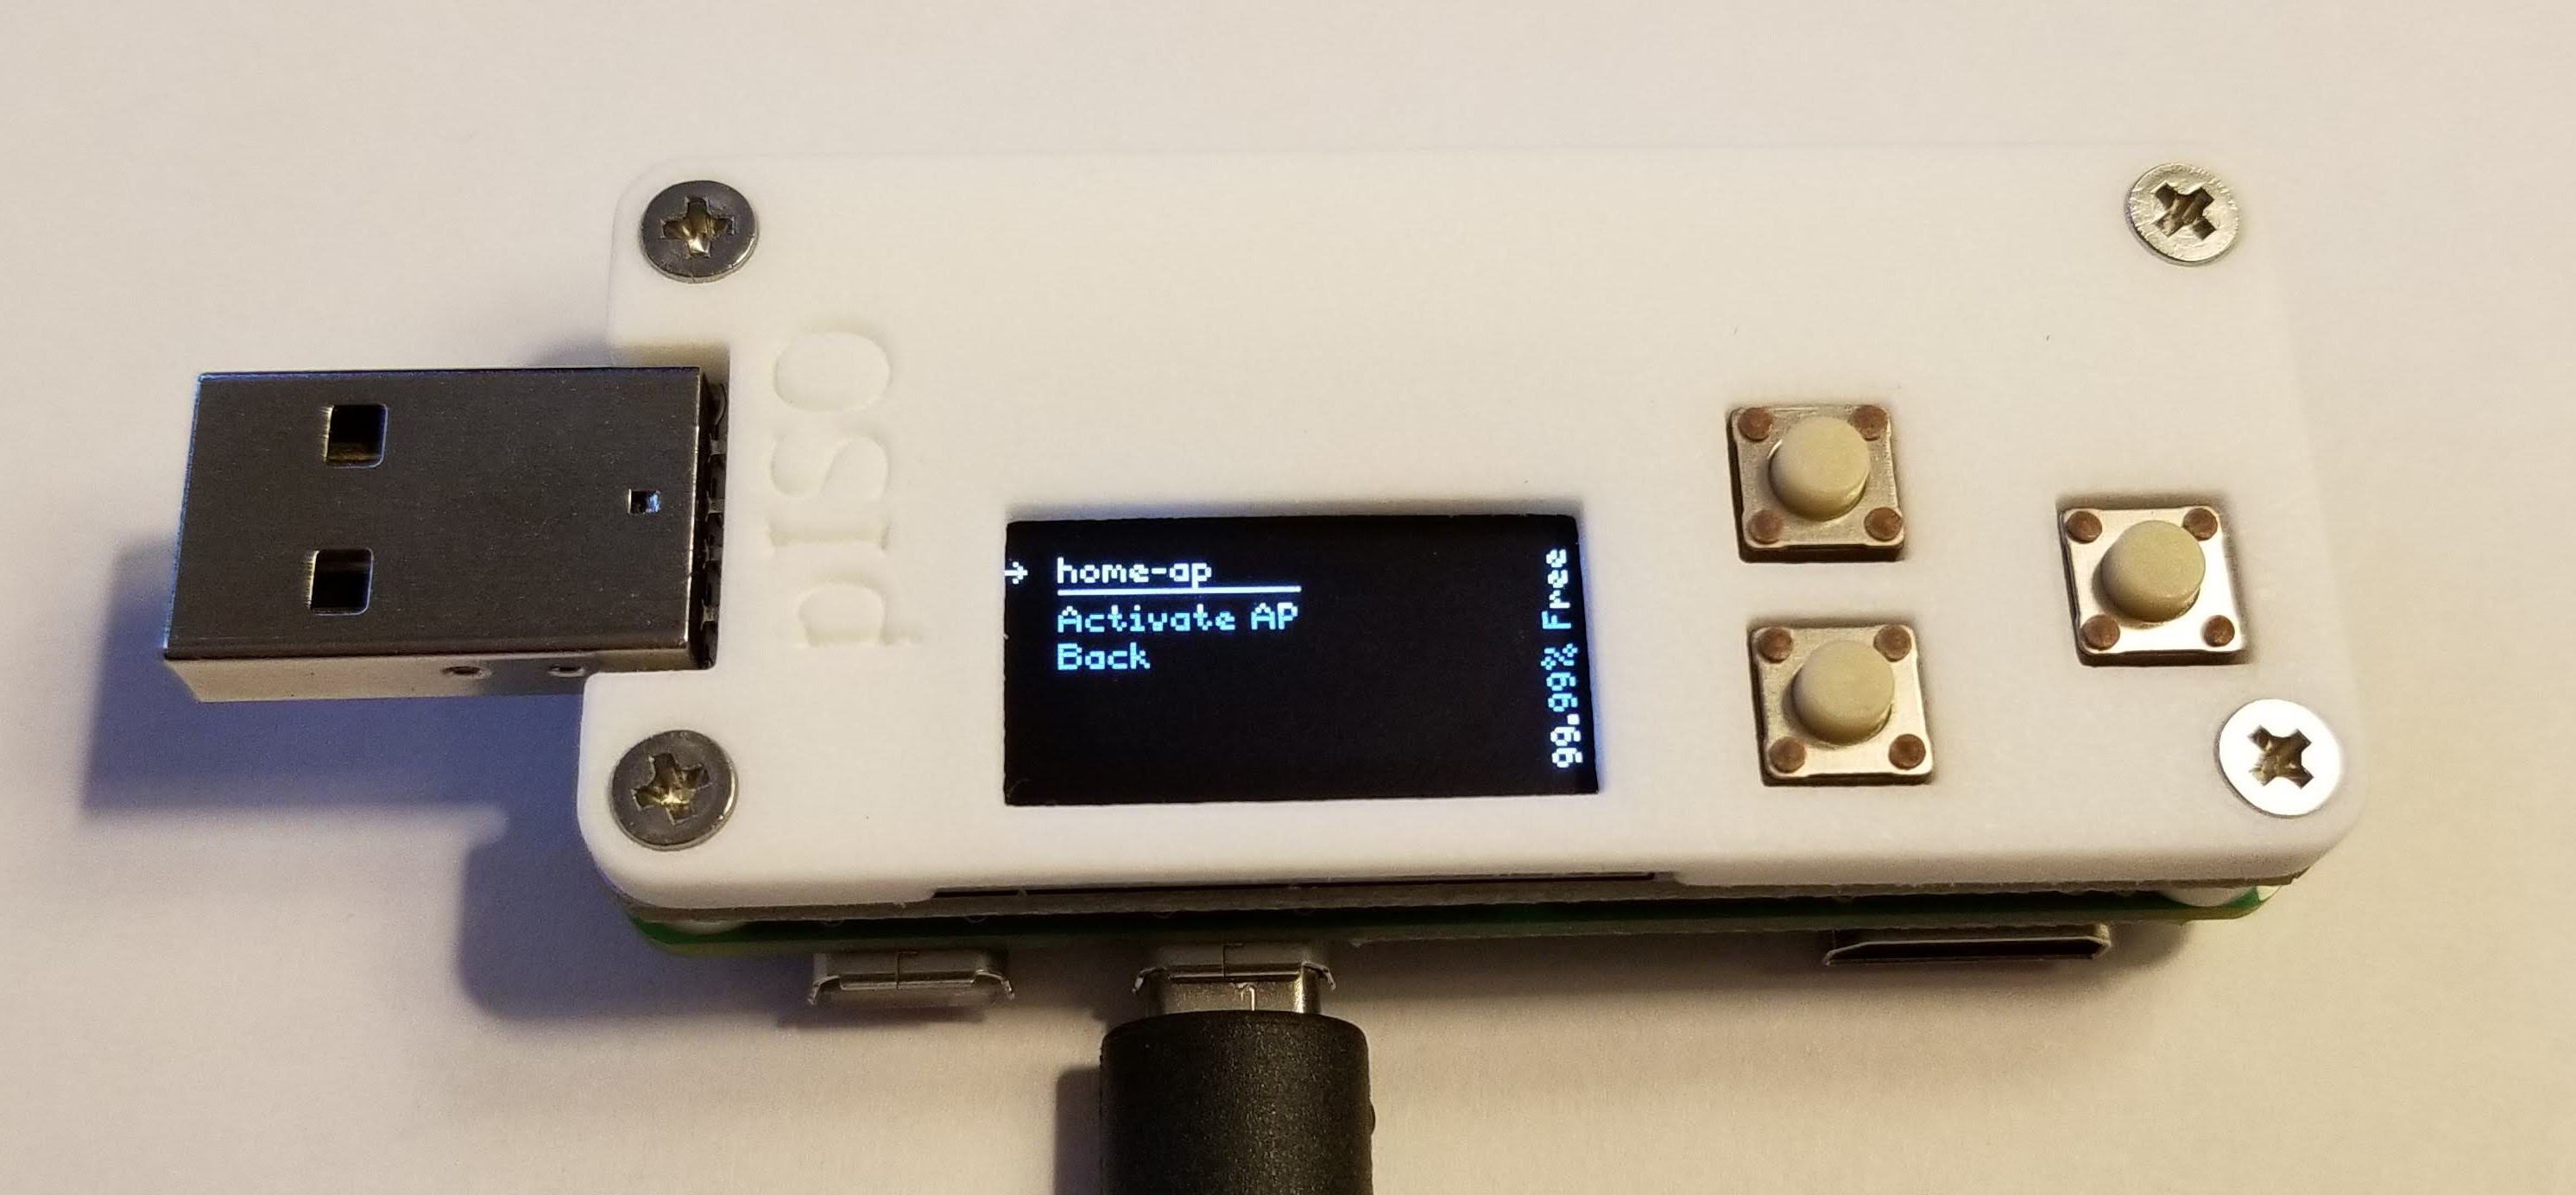 pISO
→ home-ap
Activate AP
Back
99.99% Free